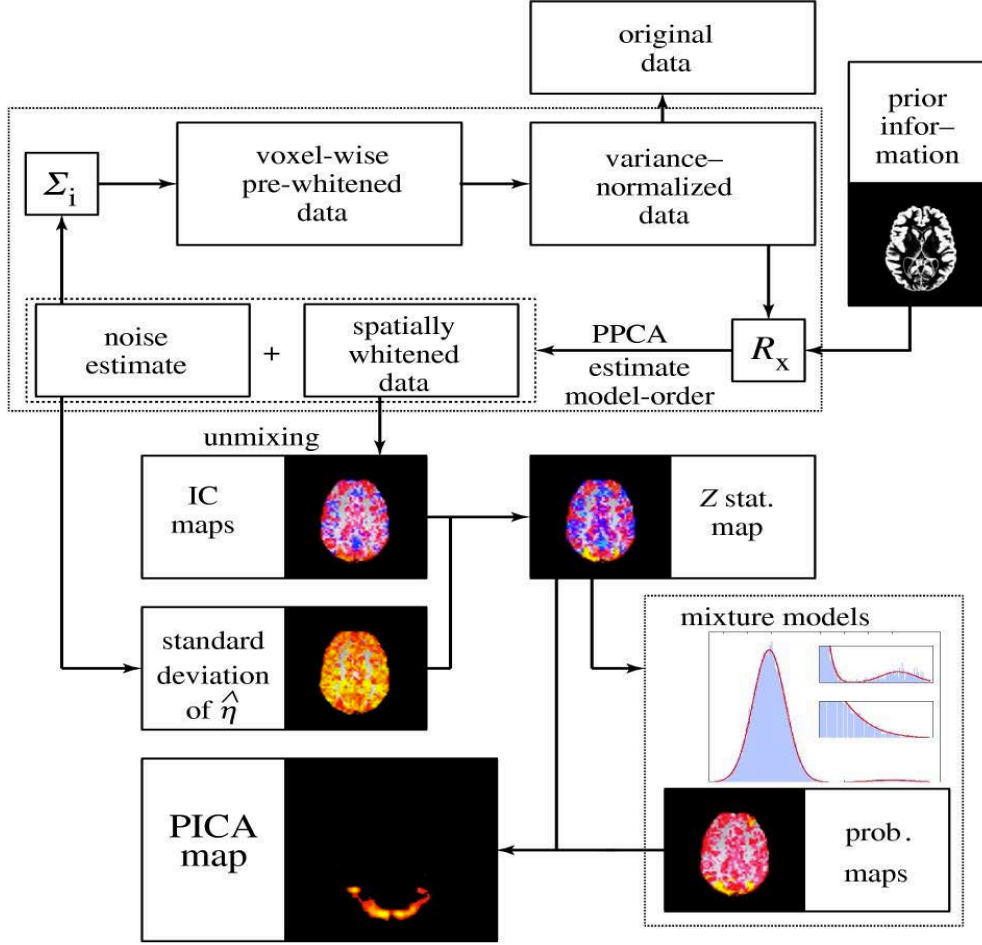 original
data
prior
infor–
mation
Σi
voxel-wise
pre-whitened
data
variance–
normalized
data
noise
estimate
+
spatially
whitened
data
PPCA
estimate
model-order
Rx
unmixing
IC
maps
Z stat.
map
standard
deviation
of η̂
mixture models
PICA
map
prob.
maps